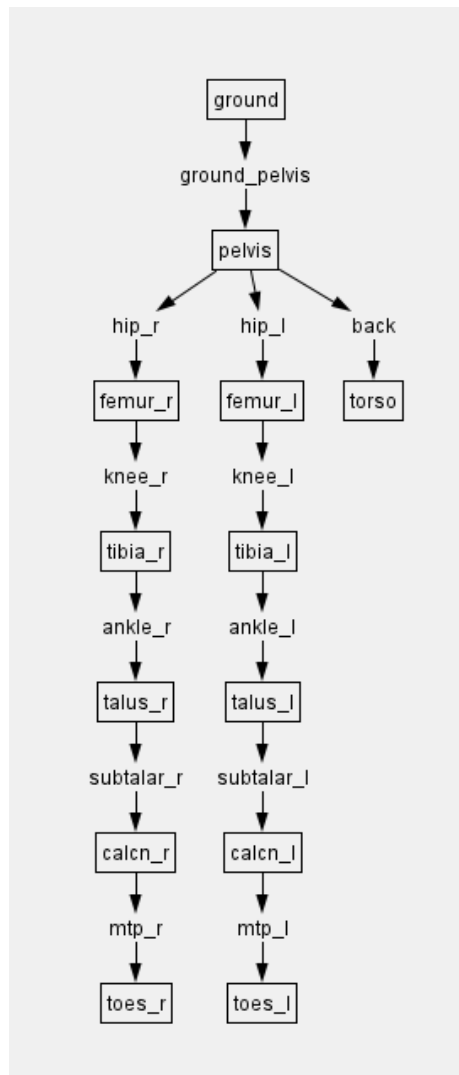 ground
ground_pelvis
pelvis
hip_r hip_l back
femur_r femur_l torso
knee_r knee_l
tibia_r tibia_l
ankle_r ankle_l
talus_r talus_l
subtalar_r subtalar_l
calcn_r calcn_l
mtp_r mtp_l
toes_r toes_l